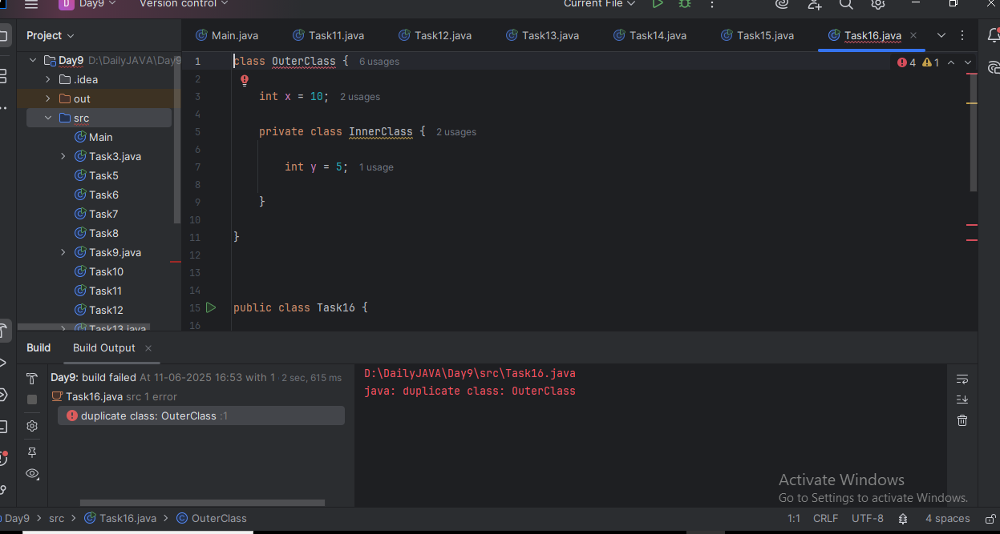 D Day9 Version control Current File
Project
Main.java Task11.java Task12.java Task13.java Task14.java Task15.java Task16.java
Day9 D:\DailyJAVA\Day9
.idea
out
src
Main
Task3.java
Task5
Task6
Task7
Task8
Task9.java
Task10
Task11
Task12
Task13.java
4 1
1 class OuterClass { 6 usages
2
3 int x = 10; 2 usages
4
5 private class InnerClass { 2 usages
6
7 int y = 5; 1 usage
8
9 }
10
11 }
12
13
14
15 public class Task16 {
16
Build Build Output
Day9: build failed At 11-06-2025 16:53 with 1 2 sec, 615 ms
Task16.java src 1 error
duplicate class: OuterClass :1
D:\DailyJAVA\Day9\src\Task16.java
java: duplicate class: OuterClass
Activate Windows
Go to Settings to activate Windows.
Day9 > src > Task16.java > OuterClass
1:1 CRLF UTF-8 4 spaces